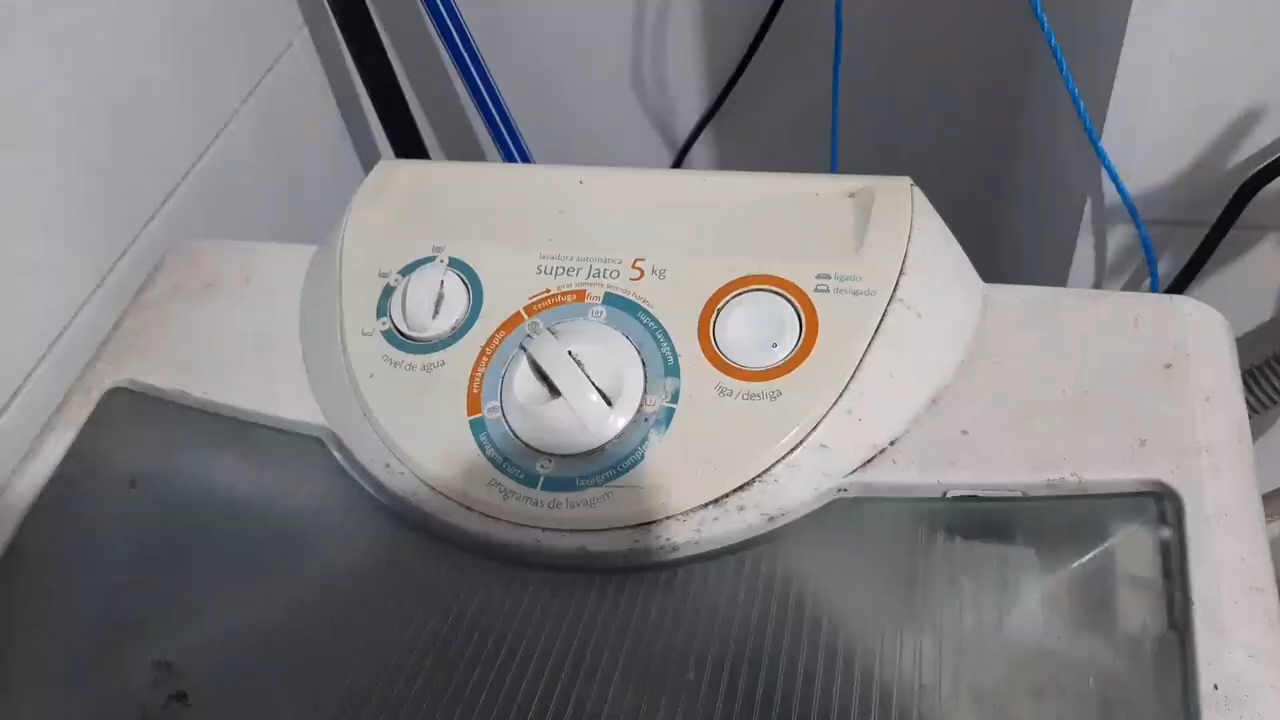 lavadora automática
super Jato 5 kg
girar somente sentido horário
centrifuga
fim
super lavagem
enxágue duplo
lavagem curta
lavagem completa
programas de lavagem
nível de água
ligado
desligado
liga/desliga